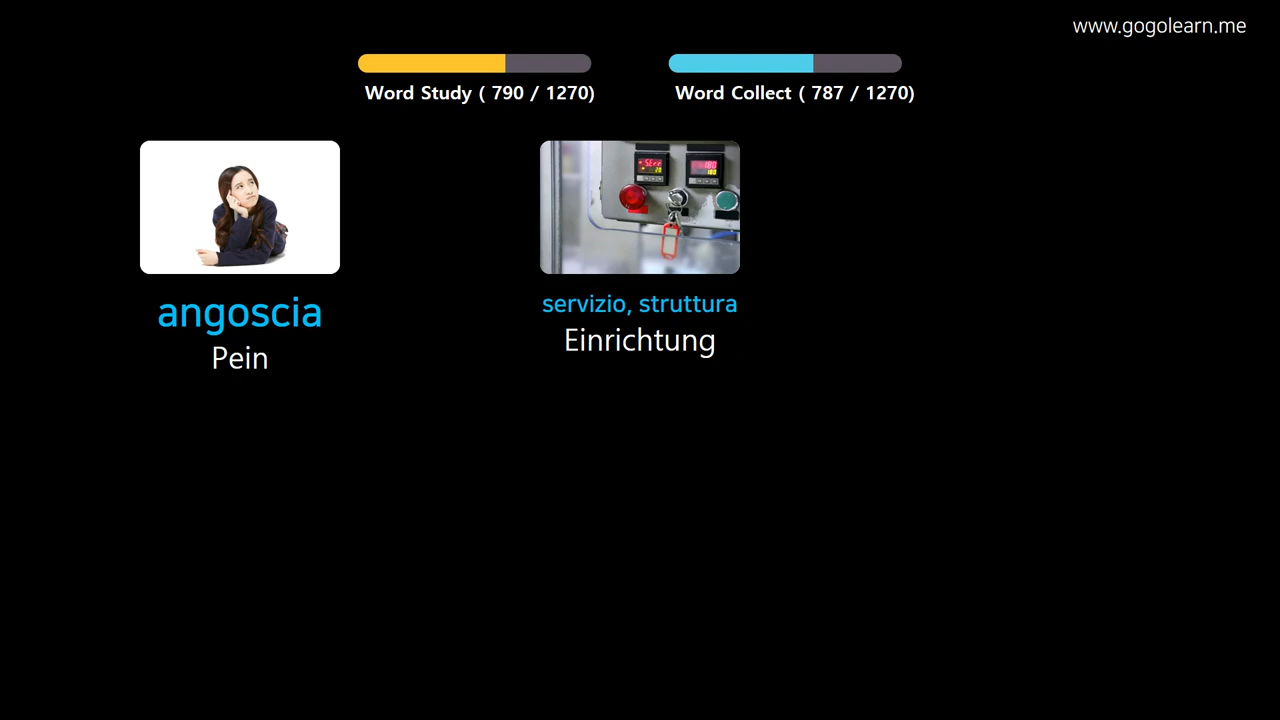 www.gogolearn.me
Word Study ( 790 / 1270)
Word Collect ( 787 / 1270)
angoscia
Pein
servizio, struttura
Einrichtung